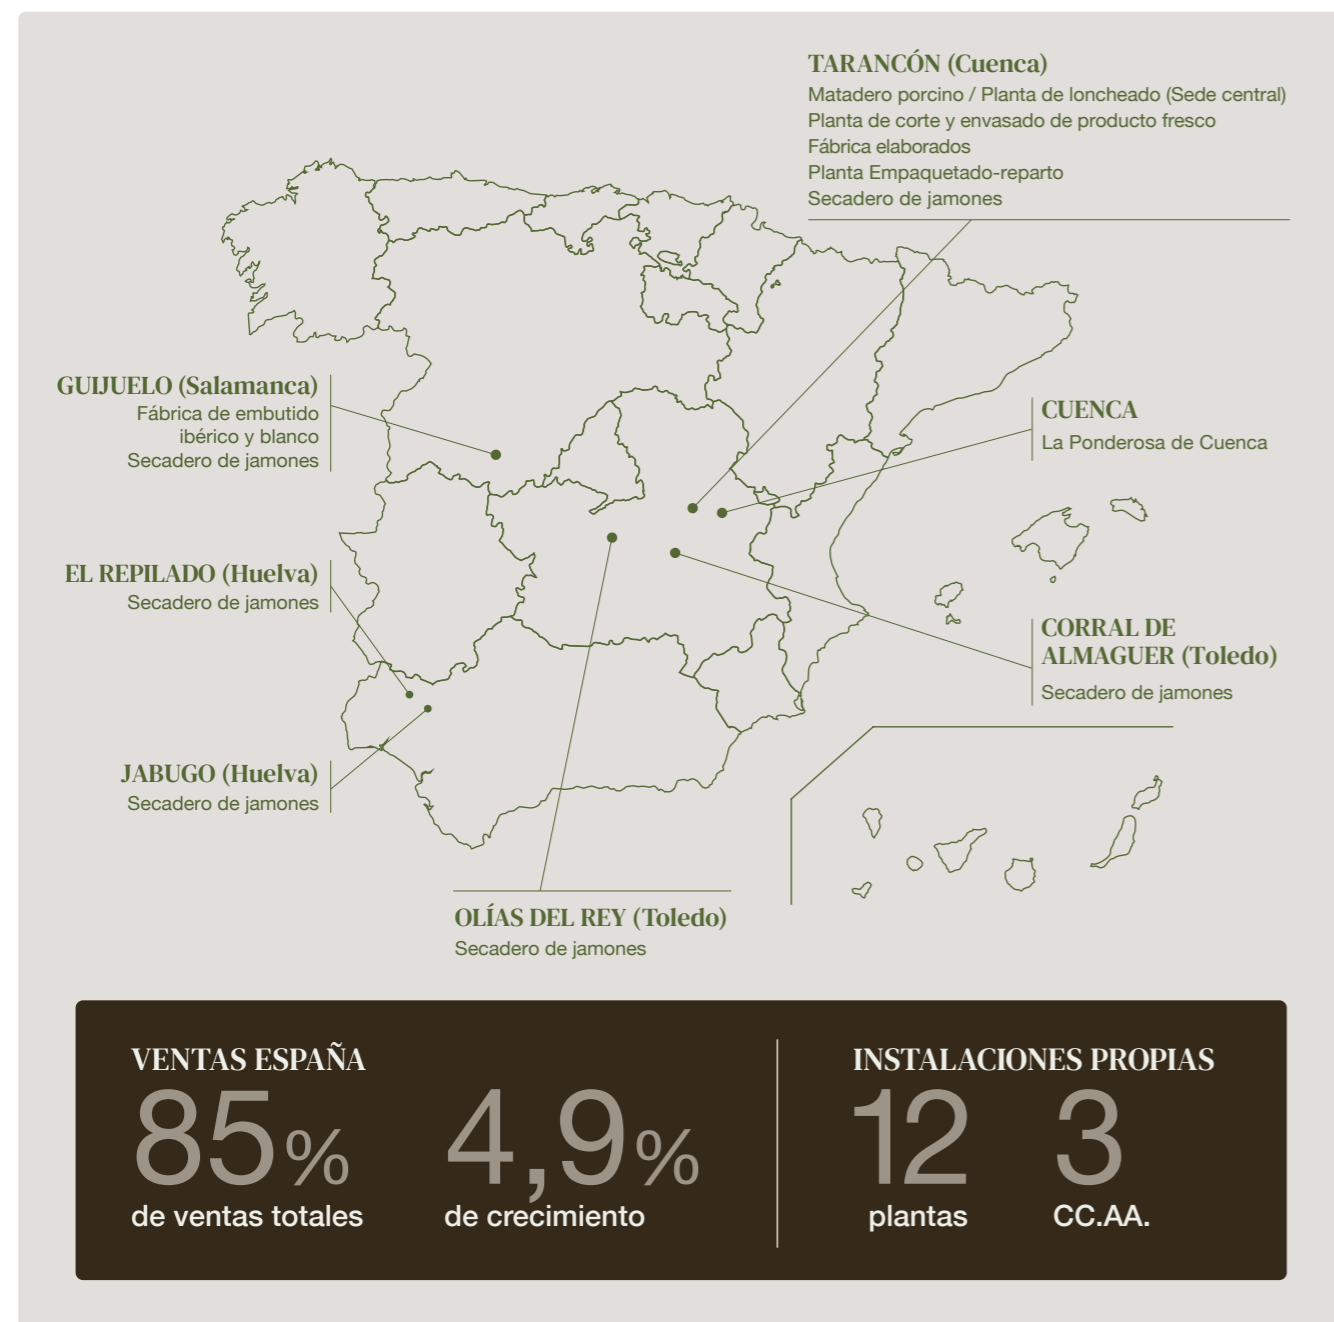 TARANCÓN (Cuenca)
Matadero porcino / Planta de loncheado (Sede central)
Planta de corte y envasado de producto fresco
Fábrica elaborados
Planta Empaquetado-reparto
Secadero de jamones
GUIJUELO (Salamanca)
Fábrica de embutido
ibérico y blanco
Secadero de jamones
CUENCA
La Ponderosa de Cuenca
EL REPILADO (Huelva)
Secadero de jamones
CORRAL DE
ALMAGUER (Toledo)
Secadero de jamones
JABUGO (Huelva)
Secadero de jamones
OLÍAS DEL REY (Toledo)
Secadero de jamones
VENTAS ESPAÑA
85%
de ventas totales
4,9%
de crecimiento
INSTALACIONES PROPIAS
12
plantas
3
CC.AA.